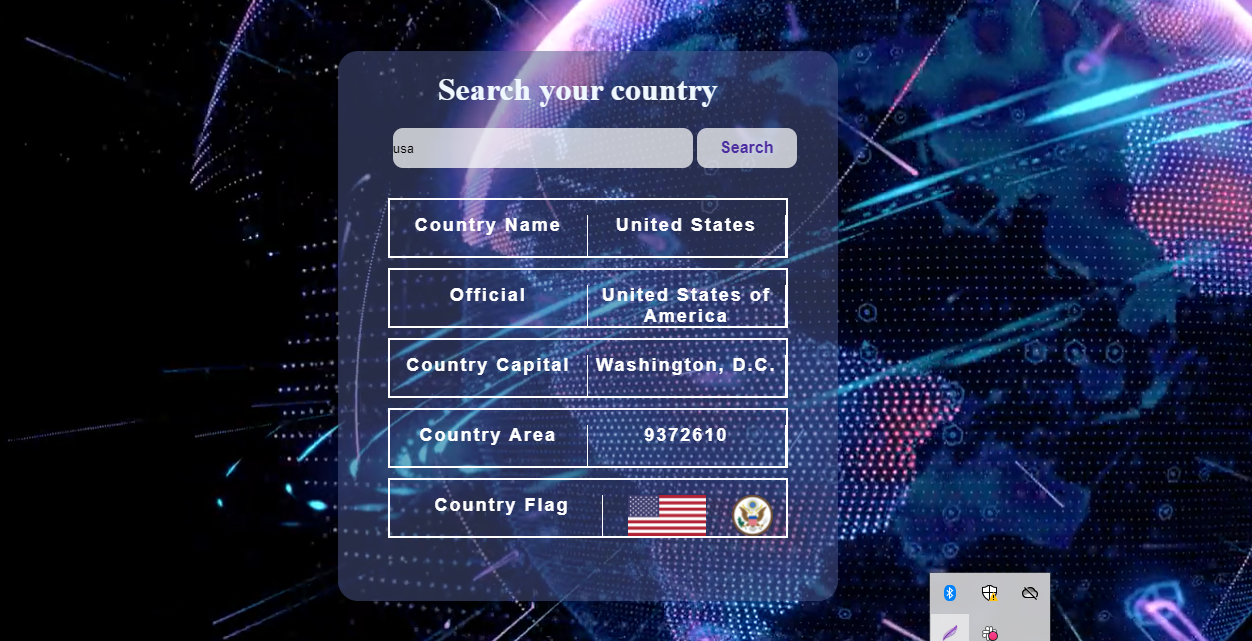 Search your country
usa
Search
Country Name
United States
Official
United States of
America
Country Capital
Washington, D.C.
Country Area
9372610
Country Flag